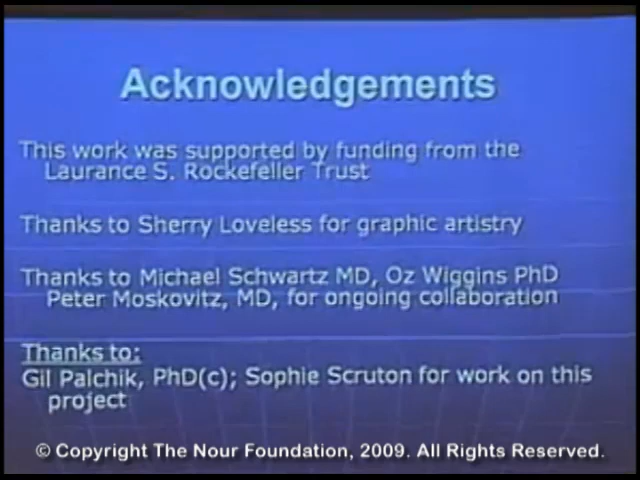 Acknowledgements
This work was supported by funding from the
Laurance S. Rockefeller Trust
Thanks to Sherry Loveless for graphic artistry
Thanks to Michael Schwartz MD, Oz Wiggins PhD
Peter Moskovitz, MD, for ongoing collaboration
Thanks to:
Gil Palchik, PhD(c); Sophie Scruton for work on this
project
© Copyright The Nour Foundation, 2009. All Rights Reserved.